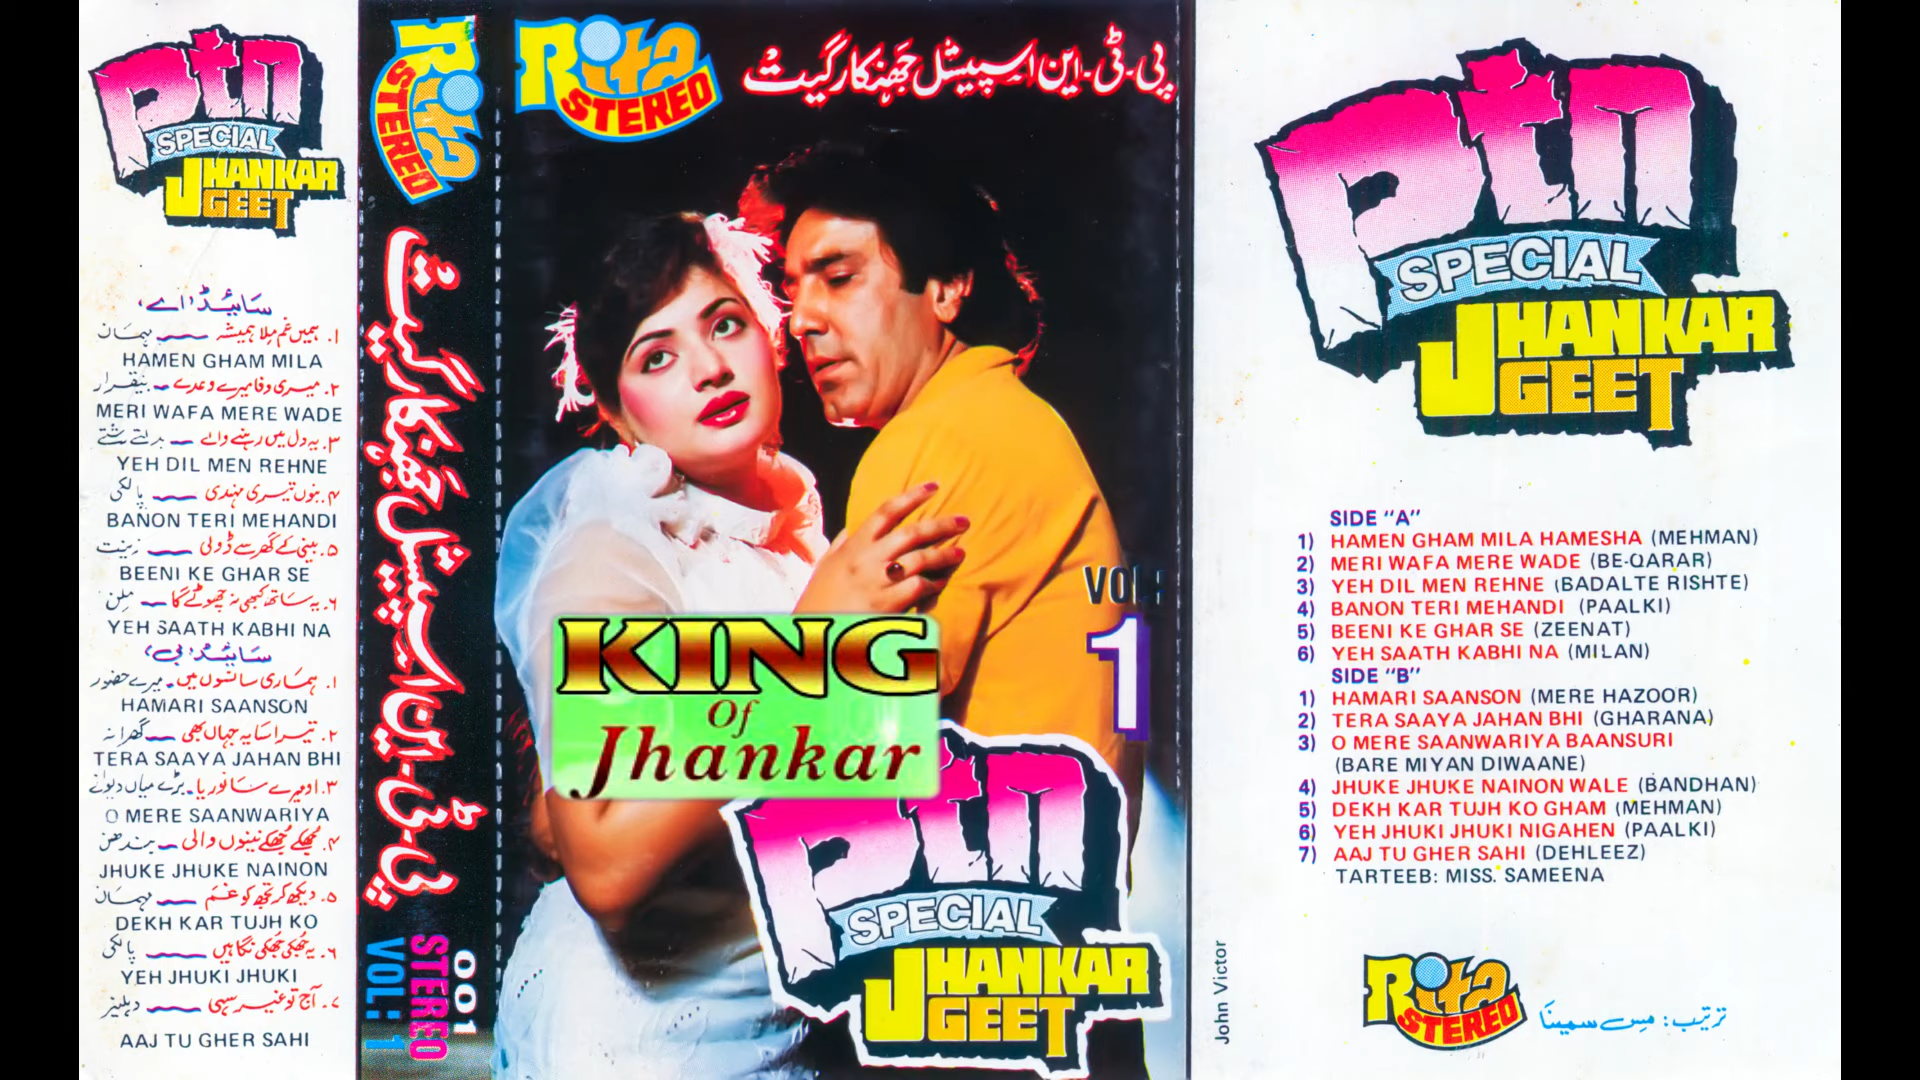 Ptn
SPECIAL
JHANKAR
GEET
سائیڈ "اے"
۱. ہمیں غم ملا ہمیشہ — مہمان
HAMEN GHAM MILA
۲. میری وفا میرے وعدے — بیقرار
MERI WAFA MERE WADE
۳. یہ دل میں رہنے والے — بدلتے رشتے
YEH DIL MEN REHNE
۴. بنوں تیری مہندی — پالکی
BANON TERI MEHANDI
۵. بینی کے گھر سے ڈولی — زینت
BEENI KE GHAR SE
۶. یہ ساتھ کبھی نہ چھوٹے گا — ملن
YEH SAATH KABHI NA
سائیڈ "بی"
۱. ہماری سانسوں میں - میرے حضور
HAMARI SAANSON
۲. تیرا سایہ جہاں بھی — گھرانہ
TERA SAAYA JAHAN BHI
۳. او میرے سانوریا - بڑے میاں دیوانے
O MERE SAANWARIYA
۴. جھکے جھکے نینوں والی — بندھن
JHUKE JHUKE NAINON
۵. دیکھ کر تجھ کو غم — مہمان
DEKH KAR TUJH KO
۶. یہ جھکی جھکی نگاہیں — پالکی
YEH JHUKI JHUKI
۷. آج تو غیر سہی — دہلیز
AAJ TU GHER SAHI
Rita
STEREO
پی-ٹی-این اسپیشل جھنکار گیت
001
STEREO
VOL: 1
Rita
STEREO
پی-ٹی-این اسپیشل جھنکار گیت
VOL:
1
KING
Of
Jhankar
Ptn
SPECIAL
JHANKAR
GEET
Ptn
SPECIAL
JHANKAR
GEET
SIDE "A"
1) HAMEN GHAM MILA HAMESHA (MEHMAN)
2) MERI WAFA MERE WADE (BE-QARAR)
3) YEH DIL MEN REHNE (BADALTE RISHTE)
4) BANON TERI MEHANDI (PAALKI)
5) BEENI KE GHAR SE (ZEENAT)
6) YEH SAATH KABHI NA (MILAN)
SIDE "B"
1) HAMARI SAANSON (MERE HAZOOR)
2) TERA SAAYA JAHAN BHI (GHARANA)
3) O MERE SAANWARIYA BAANSURI
(BARE MIYAN DIWAANE)
4) JHUKE JHUKE NAINON WALE (BANDHAN)
5) DEKH KAR TUJH KO GHAM (MEHMAN)
6) YEH JHUKI JHUKI NIGAHEN (PAALKI)
7) AAJ TU GHER SAHI (DEHLEEZ)
TARTEEB: MISS. SAMEENA
John Victor
Rita
STEREO
ترتیب: مس سمینا